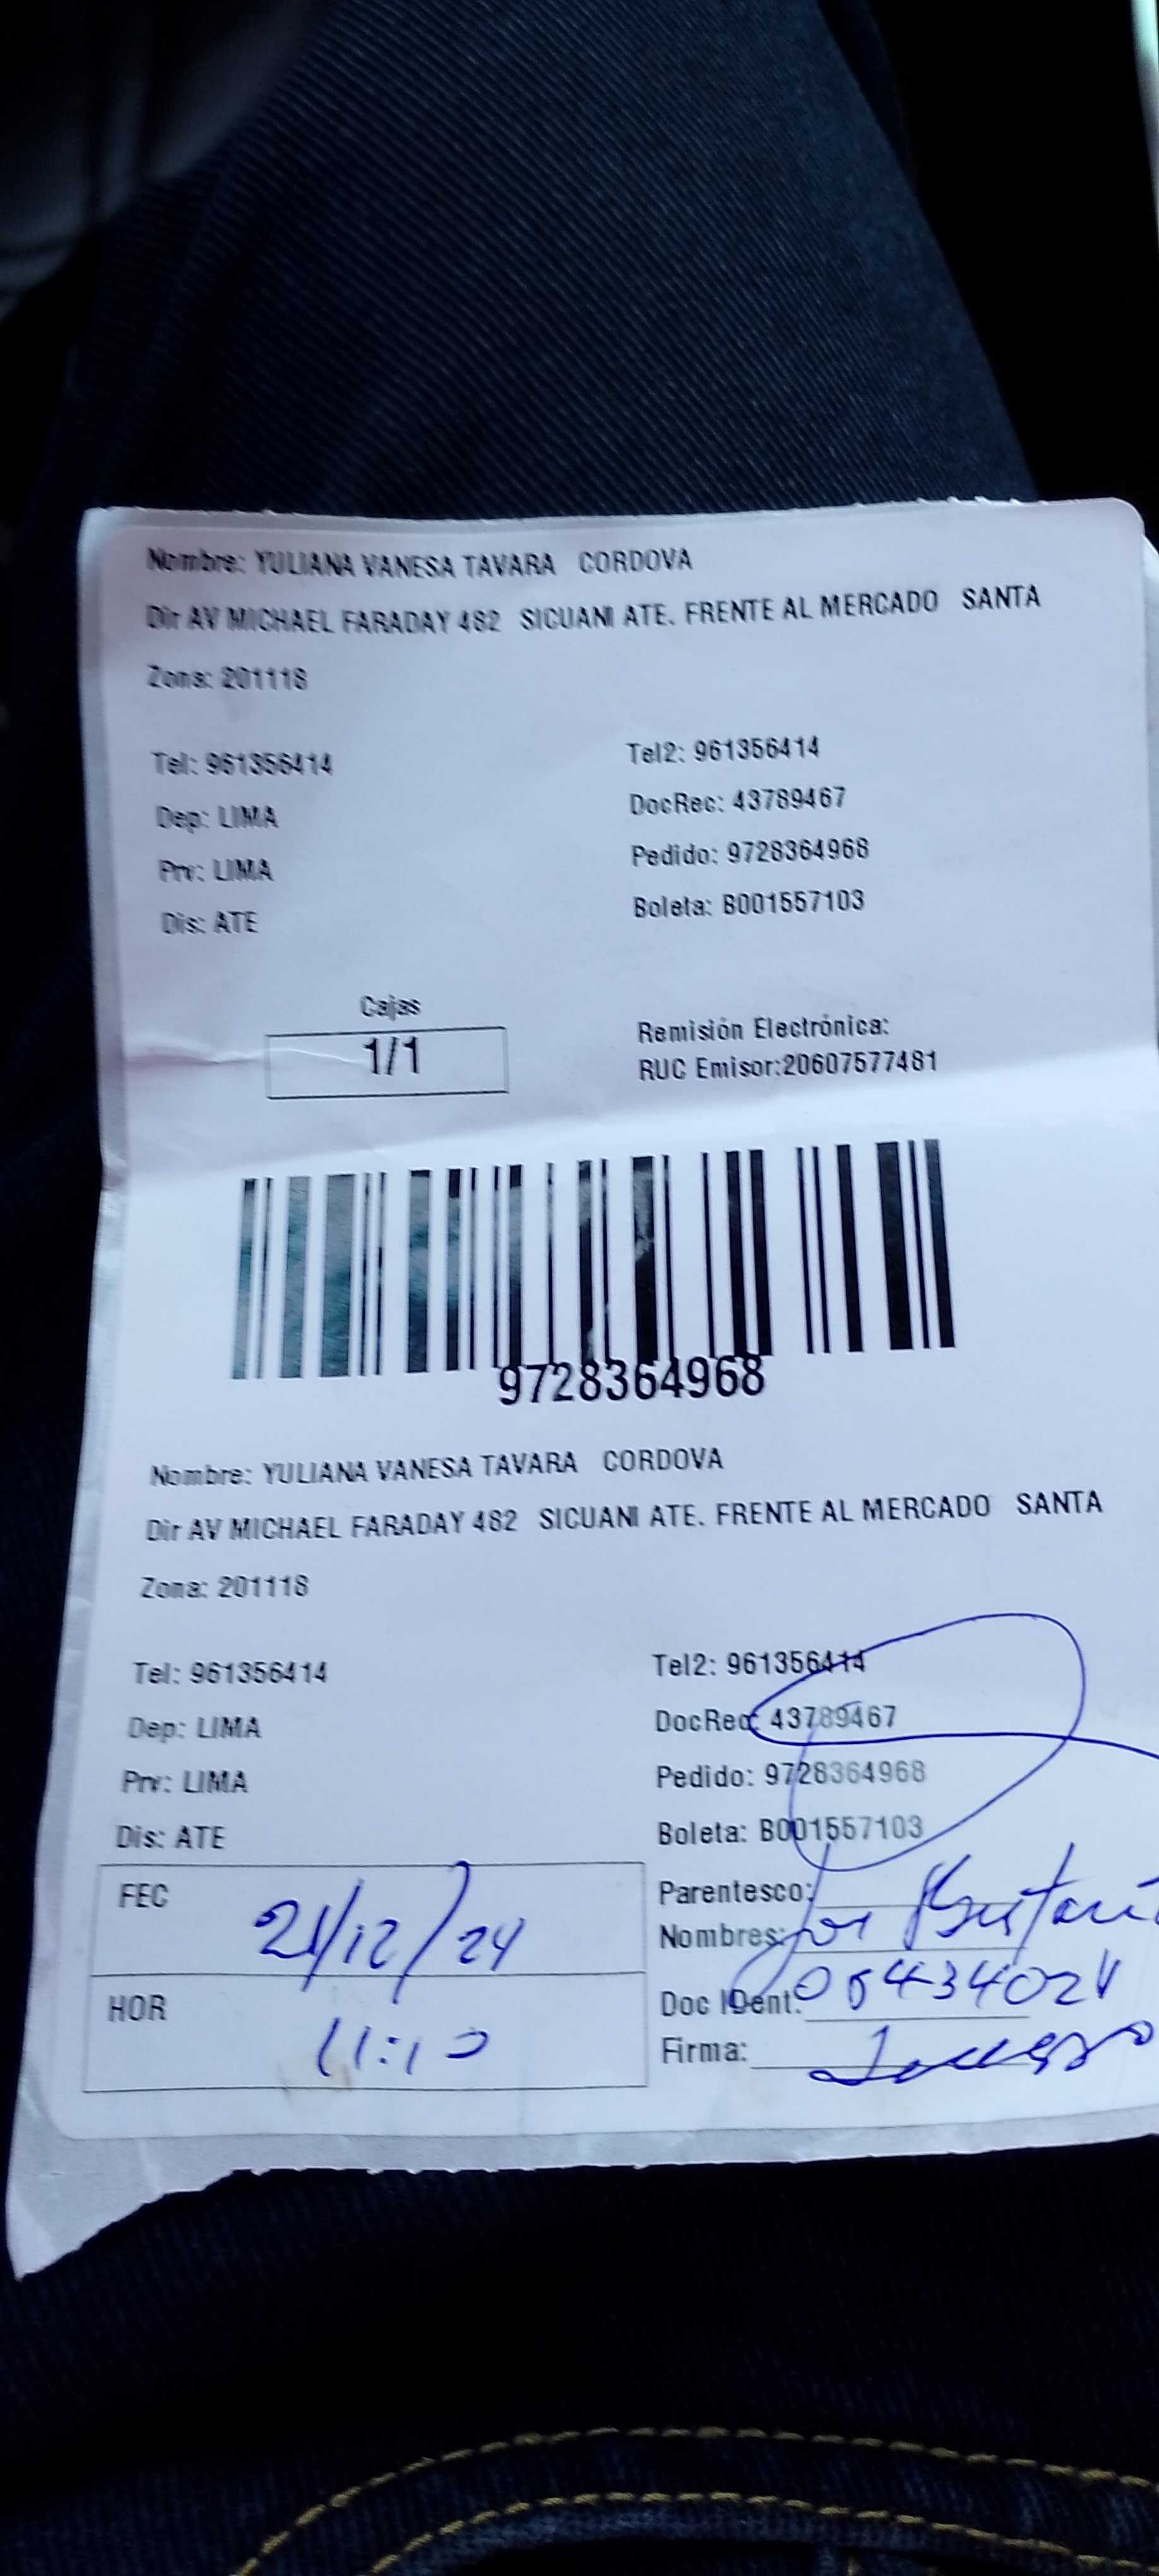 Nombre: YULIANA VANESA TAVARA CORDOVA
Dir AV MICHAEL FARADAY 482 SICUANI ATE. FRENTE AL MERCADO SANTA
Zona: 201118
Tel: 961356414 Tel2: 961356414
Dep: LIMA DocRec: 43789467
Prv: LIMA Pedido: 9728364968
Dis: ATE Boleta: B001557103
Cajas
1/1
Remisión Electrónica:
RUC Emisor:20607577481
9728364968
Nombre: YULIANA VANESA TAVARA CORDOVA
Dir AV MICHAEL FARADAY 482 SICUANI ATE. FRENTE AL MERCADO SANTA
Zona: 201118
Tel: 961356414 Tel2: 961356414
Dep: LIMA DocRec: 43789467
Prv: LIMA Pedido: 9728364968
Dis: ATE Boleta: B001557103
FEC 21/12/24
HOR 11:10
Parentesco:
Nombres:
Doc IDent:
Firma: